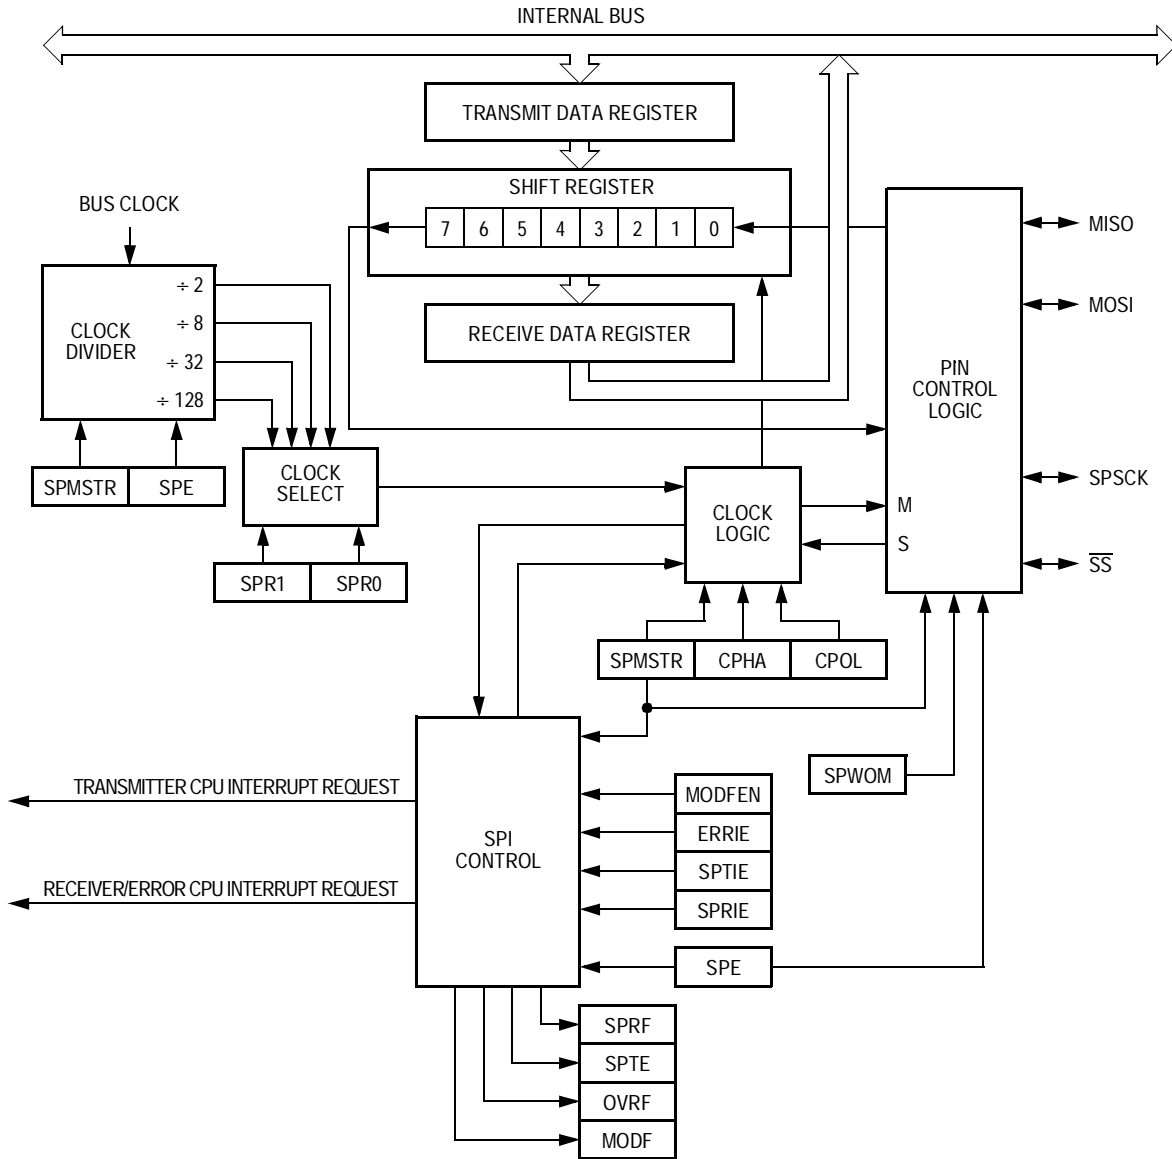 INTERNAL BUS
TRANSMIT DATA REGISTER
SHIFT REGISTER
7 6 5 4 3 2 1 0
RECEIVE DATA REGISTER
BUS CLOCK
CLOCK
DIVIDER
÷ 2
÷ 8
÷ 32
÷ 128
SPMSTR SPE
CLOCK
SELECT
SPR1 SPR0
CLOCK
LOGIC
SPMSTR CPHA CPOL
PIN
CONTROL
LOGIC
M
S
MISO
MOSI
SPSCK
S̅S̅
SPWOM
TRANSMITTER CPU INTERRUPT REQUEST
RECEIVER/ERROR CPU INTERRUPT REQUEST
SPI
CONTROL
MODFEN
ERRIE
SPTIE
SPRIE
SPE
SPRF
SPTE
OVRF
MODF